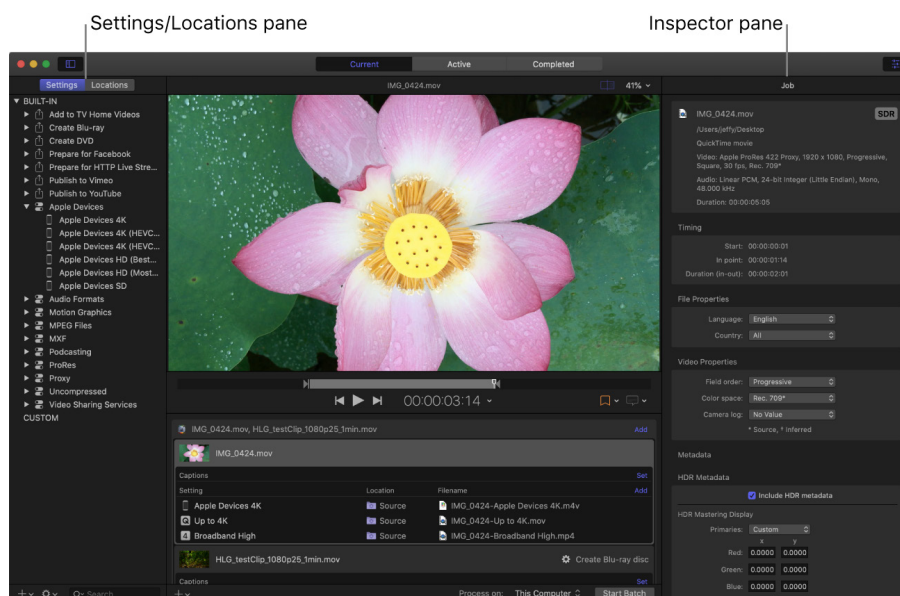 Settings/Locations pane
Inspector pane
Current
Active
Completed
Settings
Locations
IMG_0424.mov
41%
Job
BUILT-IN
Add to TV Home Videos
Create Blu-ray
Create DVD
Prepare for Facebook
Prepare for HTTP Live Stre...
Publish to Vimeo
Publish to YouTube
Apple Devices
Apple Devices 4K
Apple Devices 4K (HEVC...
Apple Devices 4K (HEVC...
Apple Devices HD (Best...
Apple Devices HD (Most...
Apple Devices SD
Audio Formats
Motion Graphics
MPEG Files
MXF
Podcasting
ProRes
Proxy
Uncompressed
Video Sharing Services
CUSTOM
Search
00:00:03:14
IMG_0424.mov, HLG_testClip_1080p25_1min.mov
Add
IMG_0424.mov
Captions
Set
Setting
Location
Filename
Add
Apple Devices 4K
Source
IMG_0424-Apple Devices 4K.m4v
Up to 4K
Source
IMG_0424-Up to 4K.mov
4
Broadband High
Source
IMG_0424-Broadband High.mp4
HLG_testClip_1080p25_1min.mov
Create Blu-ray disc
Captions
Set
Process on:
This Computer
Start Batch
IMG_0424.mov
SDR
/Users/jeffy/Desktop
QuickTime movie
Video: Apple ProRes 422 Proxy, 1920 x 1080, Progressive,
Square, 30 fps, Rec. 709*
Audio: Linear PCM, 24-bit Integer (Little Endian), Mono,
48.000 kHz
Duration: 00:00:05:05
Timing
Start: 00:00:00:01
In point: 00:00:01:14
Duration (in-out): 00:00:02:01
File Properties
Language: English
Country: All
Video Properties
Field order: Progressive
Color space: Rec. 709*
Camera log: No Value
* Source, † Inferred
Metadata
HDR Metadata
Include HDR metadata
HDR Mastering Display
Primaries: Custom
x y
Red: 0.0000 0.0000
Green: 0.0000 0.0000
Blue: 0.0000 0.0000